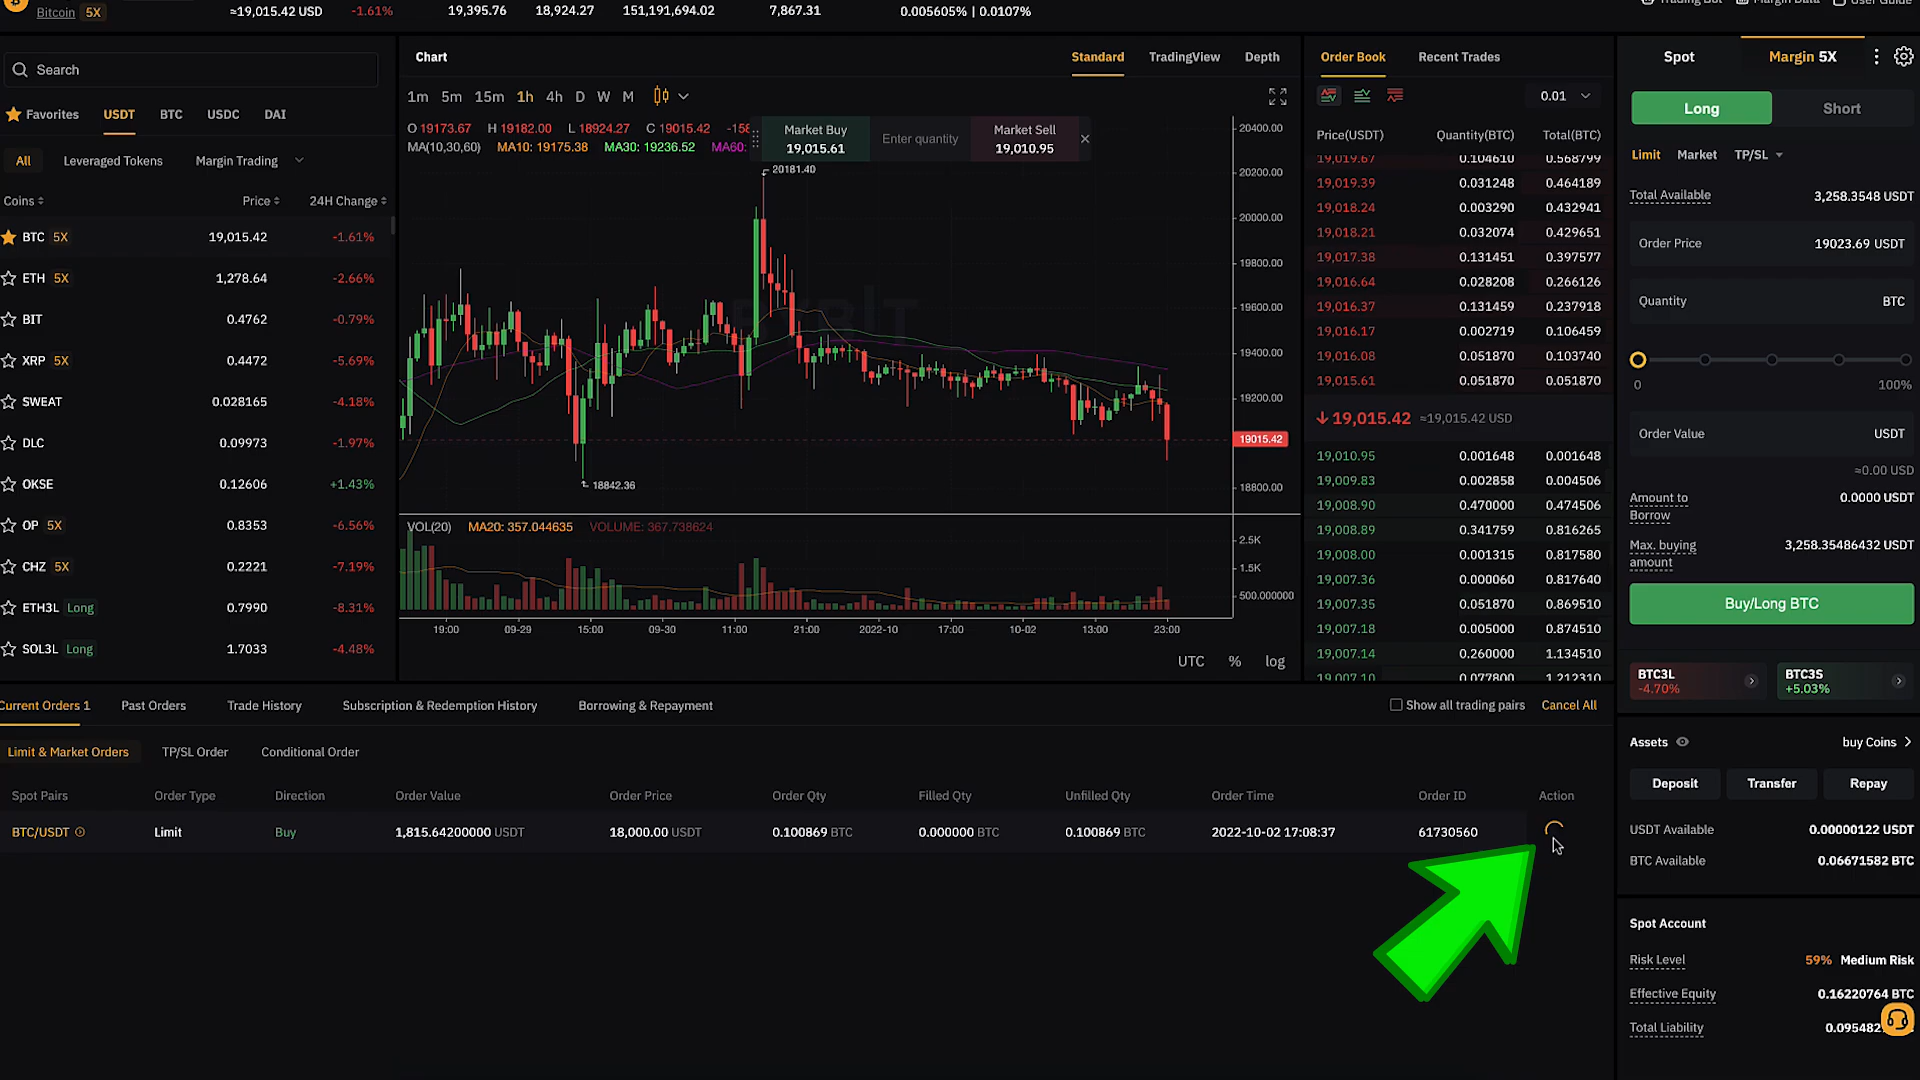 Bitcoin 5X ≈19,015.42 USD -1.61% 19,395.76 18,924.27 151,191,694.02 7,867.31 0.005605% | 0.0107%
Trading Bot Margin Data User Guide
Search
Favorites USDT BTC USDC DAI
All Leveraged Tokens Margin Trading
Coins Price 24H Change
BTC 5X 19,015.42 -1.61%
ETH 5X 1,278.64 -2.66%
BIT 0.4762 -0.79%
XRP 5X 0.4472 -5.69%
SWEAT 0.028165 -4.18%
DLC 0.09973 -1.97%
OKSE 0.12606 +1.43%
OP 5X 0.8353 -6.56%
CHZ 5X 0.2221 -7.19%
ETH3L Long 0.7990 -8.31%
SOL3L Long 1.7033 -4.48%
Chart Standard TradingView Depth
1m 5m 15m 1h 4h D W M
O 19173.67 H 19182.00 L 18924.27 C 19015.42 -158
MA(10,30,60) MA10: 19175.38 MA30: 19236.52 MA60:
Market Buy
19,015.61
Enter quantity
Market Sell
19,010.95
20181.40
18842.36
20400.00
20200.00
20000.00
19800.00
19600.00
19400.00
19200.00
19015.42
18800.00
VOL(20) MA20: 357.044635 VOLUME: 367.738624
2.5K
1.5K
500.000000
19:00 09-29 15:00 09-30 11:00 21:00 2022-10 17:00 10-02 13:00 23:00
UTC % log
Order Book Recent Trades
0.01
Price(USDT) Quantity(BTC) Total(BTC)
19,019.67 0.104610 0.568799
19,019.39 0.031248 0.464189
19,018.24 0.003290 0.432941
19,018.21 0.032074 0.429651
19,017.38 0.131451 0.397577
19,016.64 0.028208 0.266126
19,016.37 0.131459 0.237918
19,016.17 0.002719 0.106459
19,016.08 0.051870 0.103740
19,015.61 0.051870 0.051870
19,015.42 ≈19,015.42 USD
19,010.95 0.001648 0.001648
19,009.83 0.002858 0.004506
19,008.90 0.470000 0.474506
19,008.89 0.341759 0.816265
19,008.00 0.001315 0.817580
19,007.36 0.000060 0.817640
19,007.35 0.051870 0.869510
19,007.18 0.005000 0.874510
19,007.14 0.260000 1.134510
19,007.10 0.077800 1.212310
Spot Margin 5X
Long Short
Limit Market TP/SL
Total Available 3,258.3548 USDT
Order Price 19023.69 USDT
Quantity BTC
0 100%
Order Value USDT
≈0.00 USD
Amount to Borrow 0.0000 USDT
Max. buying amount 3,258.35486432 USDT
Buy/Long BTC
BTC3L
-4.70%
BTC3S
+5.03%
Assets buy Coins
Deposit Transfer Repay
USDT Available 0.00000122 USDT
BTC Available 0.06671582 BTC
Spot Account
Risk Level 59% Medium Risk
Effective Equity 0.16220764 BTC
Total Liability 0.095482
Current Orders 1 Past Orders Trade History Subscription & Redemption History Borrowing & Repayment Show all trading pairs Cancel All
Limit & Market Orders TP/SL Order Conditional Order
Spot Pairs Order Type Direction Order Value Order Price Order Qty Filled Qty Unfilled Qty Order Time Order ID Action
BTC/USDT Limit Buy 1,815.64200000 USDT 18,000.00 USDT 0.100869 BTC 0.000000 BTC 0.100869 BTC 2022-10-02 17:08:37 61730560